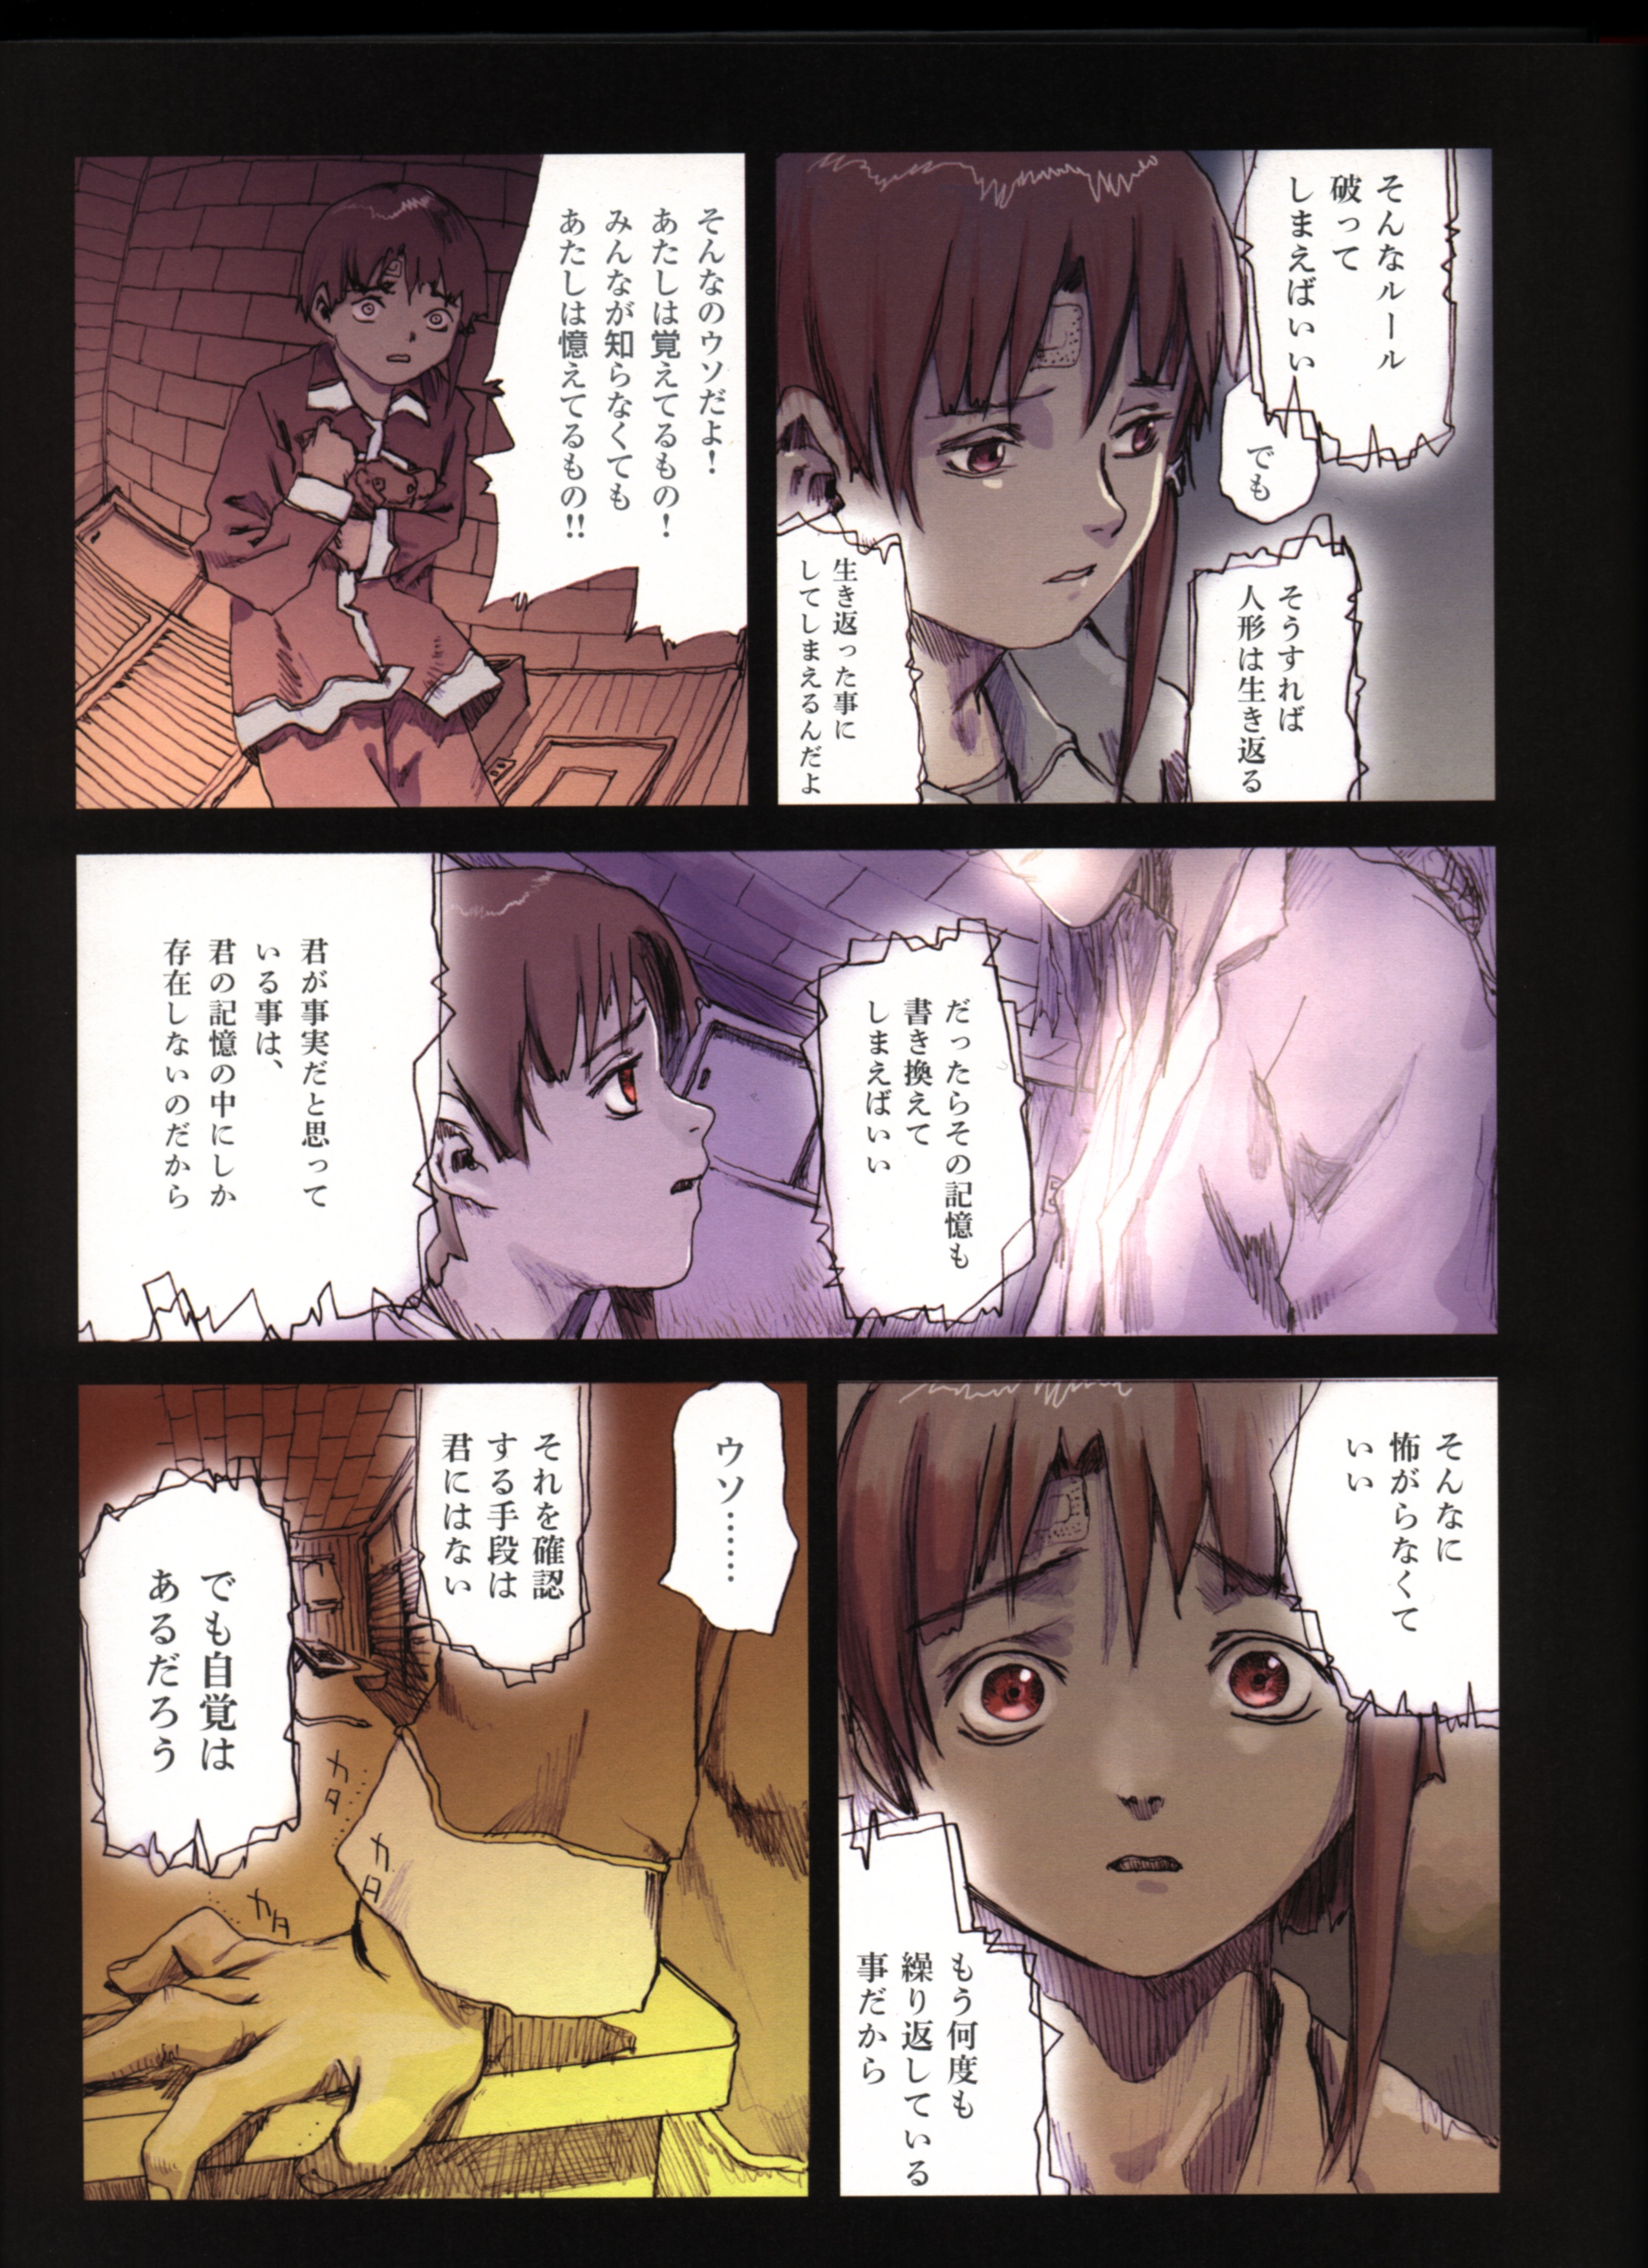 そんなルール
破って
しまえばいい
でも
そうすれば
人形は生き返る
生き返った事に
してしまえるんだよ
そんなのウソだよ！
あたしは覚えてるもの！
みんなが知らなくても
あたしは憶えてるもの!!
だったらその記憶も
書き換えて
しまえばいい
君が事実だと思って
いる事は、
君の記憶の中にしか
存在しないのだから
そんなに
怖がらなくて
いい
もう何度も
繰り返している
事だから
ウソ……
それを確認
する手段は
君にはない
でも自覚は
あるだろう
カタ…
カタ
カタ